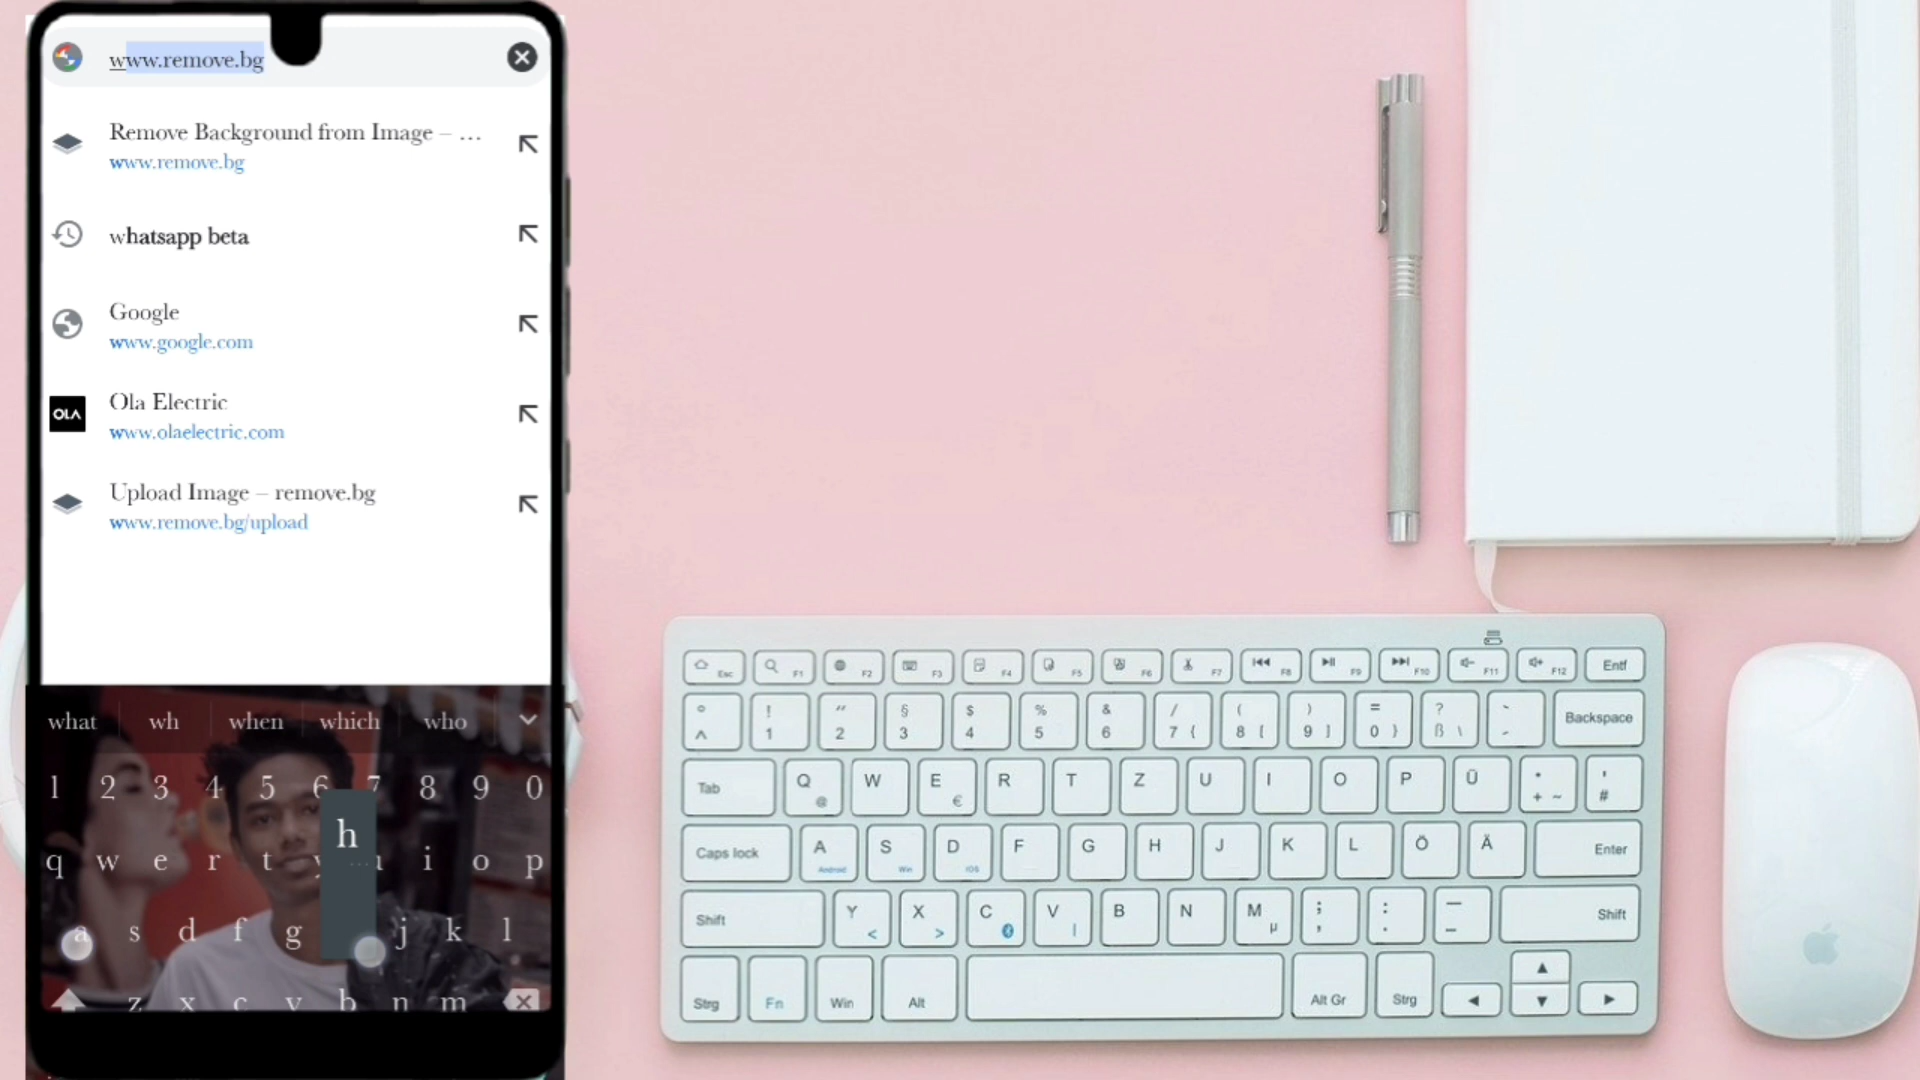 www.remove.bg
Remove Background from Image – ...
www.remove.bg
whatsapp beta
Google
www.google.com
OLA
Ola Electric
www.olaelectric.com
Upload Image – remove.bg
www.remove.bg/upload
what wh when which who
1 2 3 4 5 6 7 8 9 0
h
q w e r t y u i o p
a s d f g j k l
z x c v b n m
Esc F1 F2 F3 F4 F5 F6 F7 F8 F9 F10 F11 F12 Entf
° ! " § $ % & / ( ) = ? `
^ 1 2 3 4 5 6 7 { 8 [ 9 ] 0 } ß \ Backspace
Tab Q @ W E € R T Z U I O P Ü * + ~ ' #
Caps lock A Android S Win D iOS F G H J K L Ö Ä Enter
Shift Y < X > C V | B N M µ ; , : . — – Shift
Strg Fn Win Alt Alt Gr Strg ◀ ▲ ▼ ▶